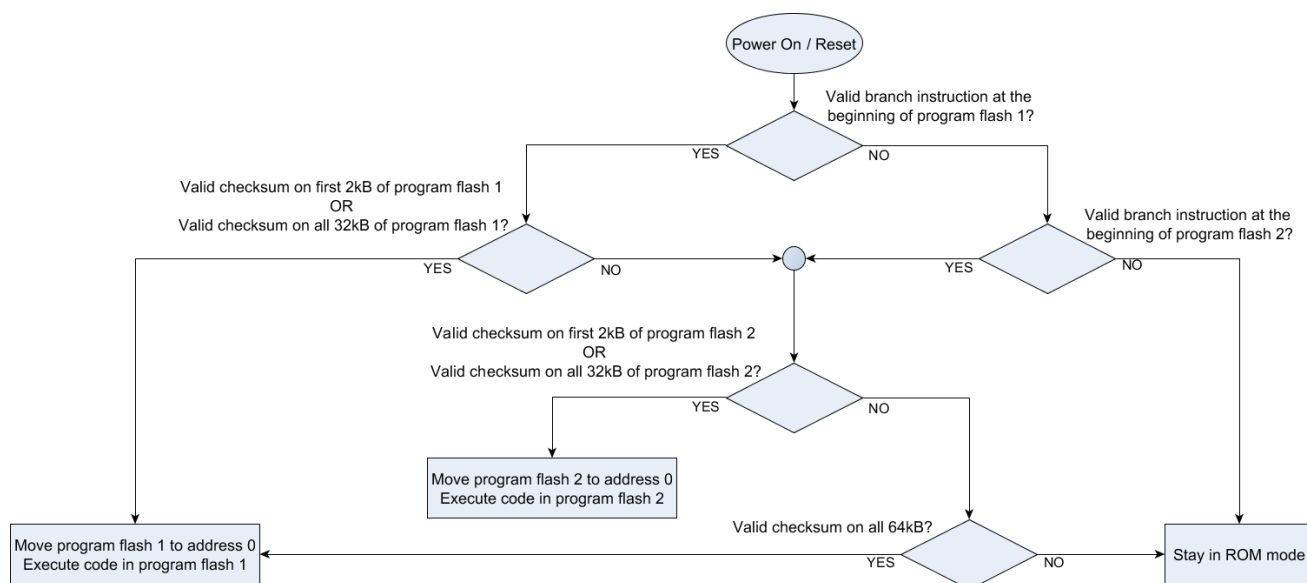 Power On / Reset
Valid branch instruction at the
beginning of program flash 1?
YES
NO
Valid checksum on first 2kB of program flash 1
OR
Valid checksum on all 32kB of program flash 1?
Valid branch instruction at the
beginning of program flash 2?
YES
NO
YES
NO
Valid checksum on first 2kB of program flash 2
OR
Valid checksum on all 32kB of program flash 2?
YES
NO
Move program flash 2 to address 0
Execute code in program flash 2
Valid checksum on all 64kB?
Move program flash 1 to address 0
Execute code in program flash 1
YES
NO
Stay in ROM mode